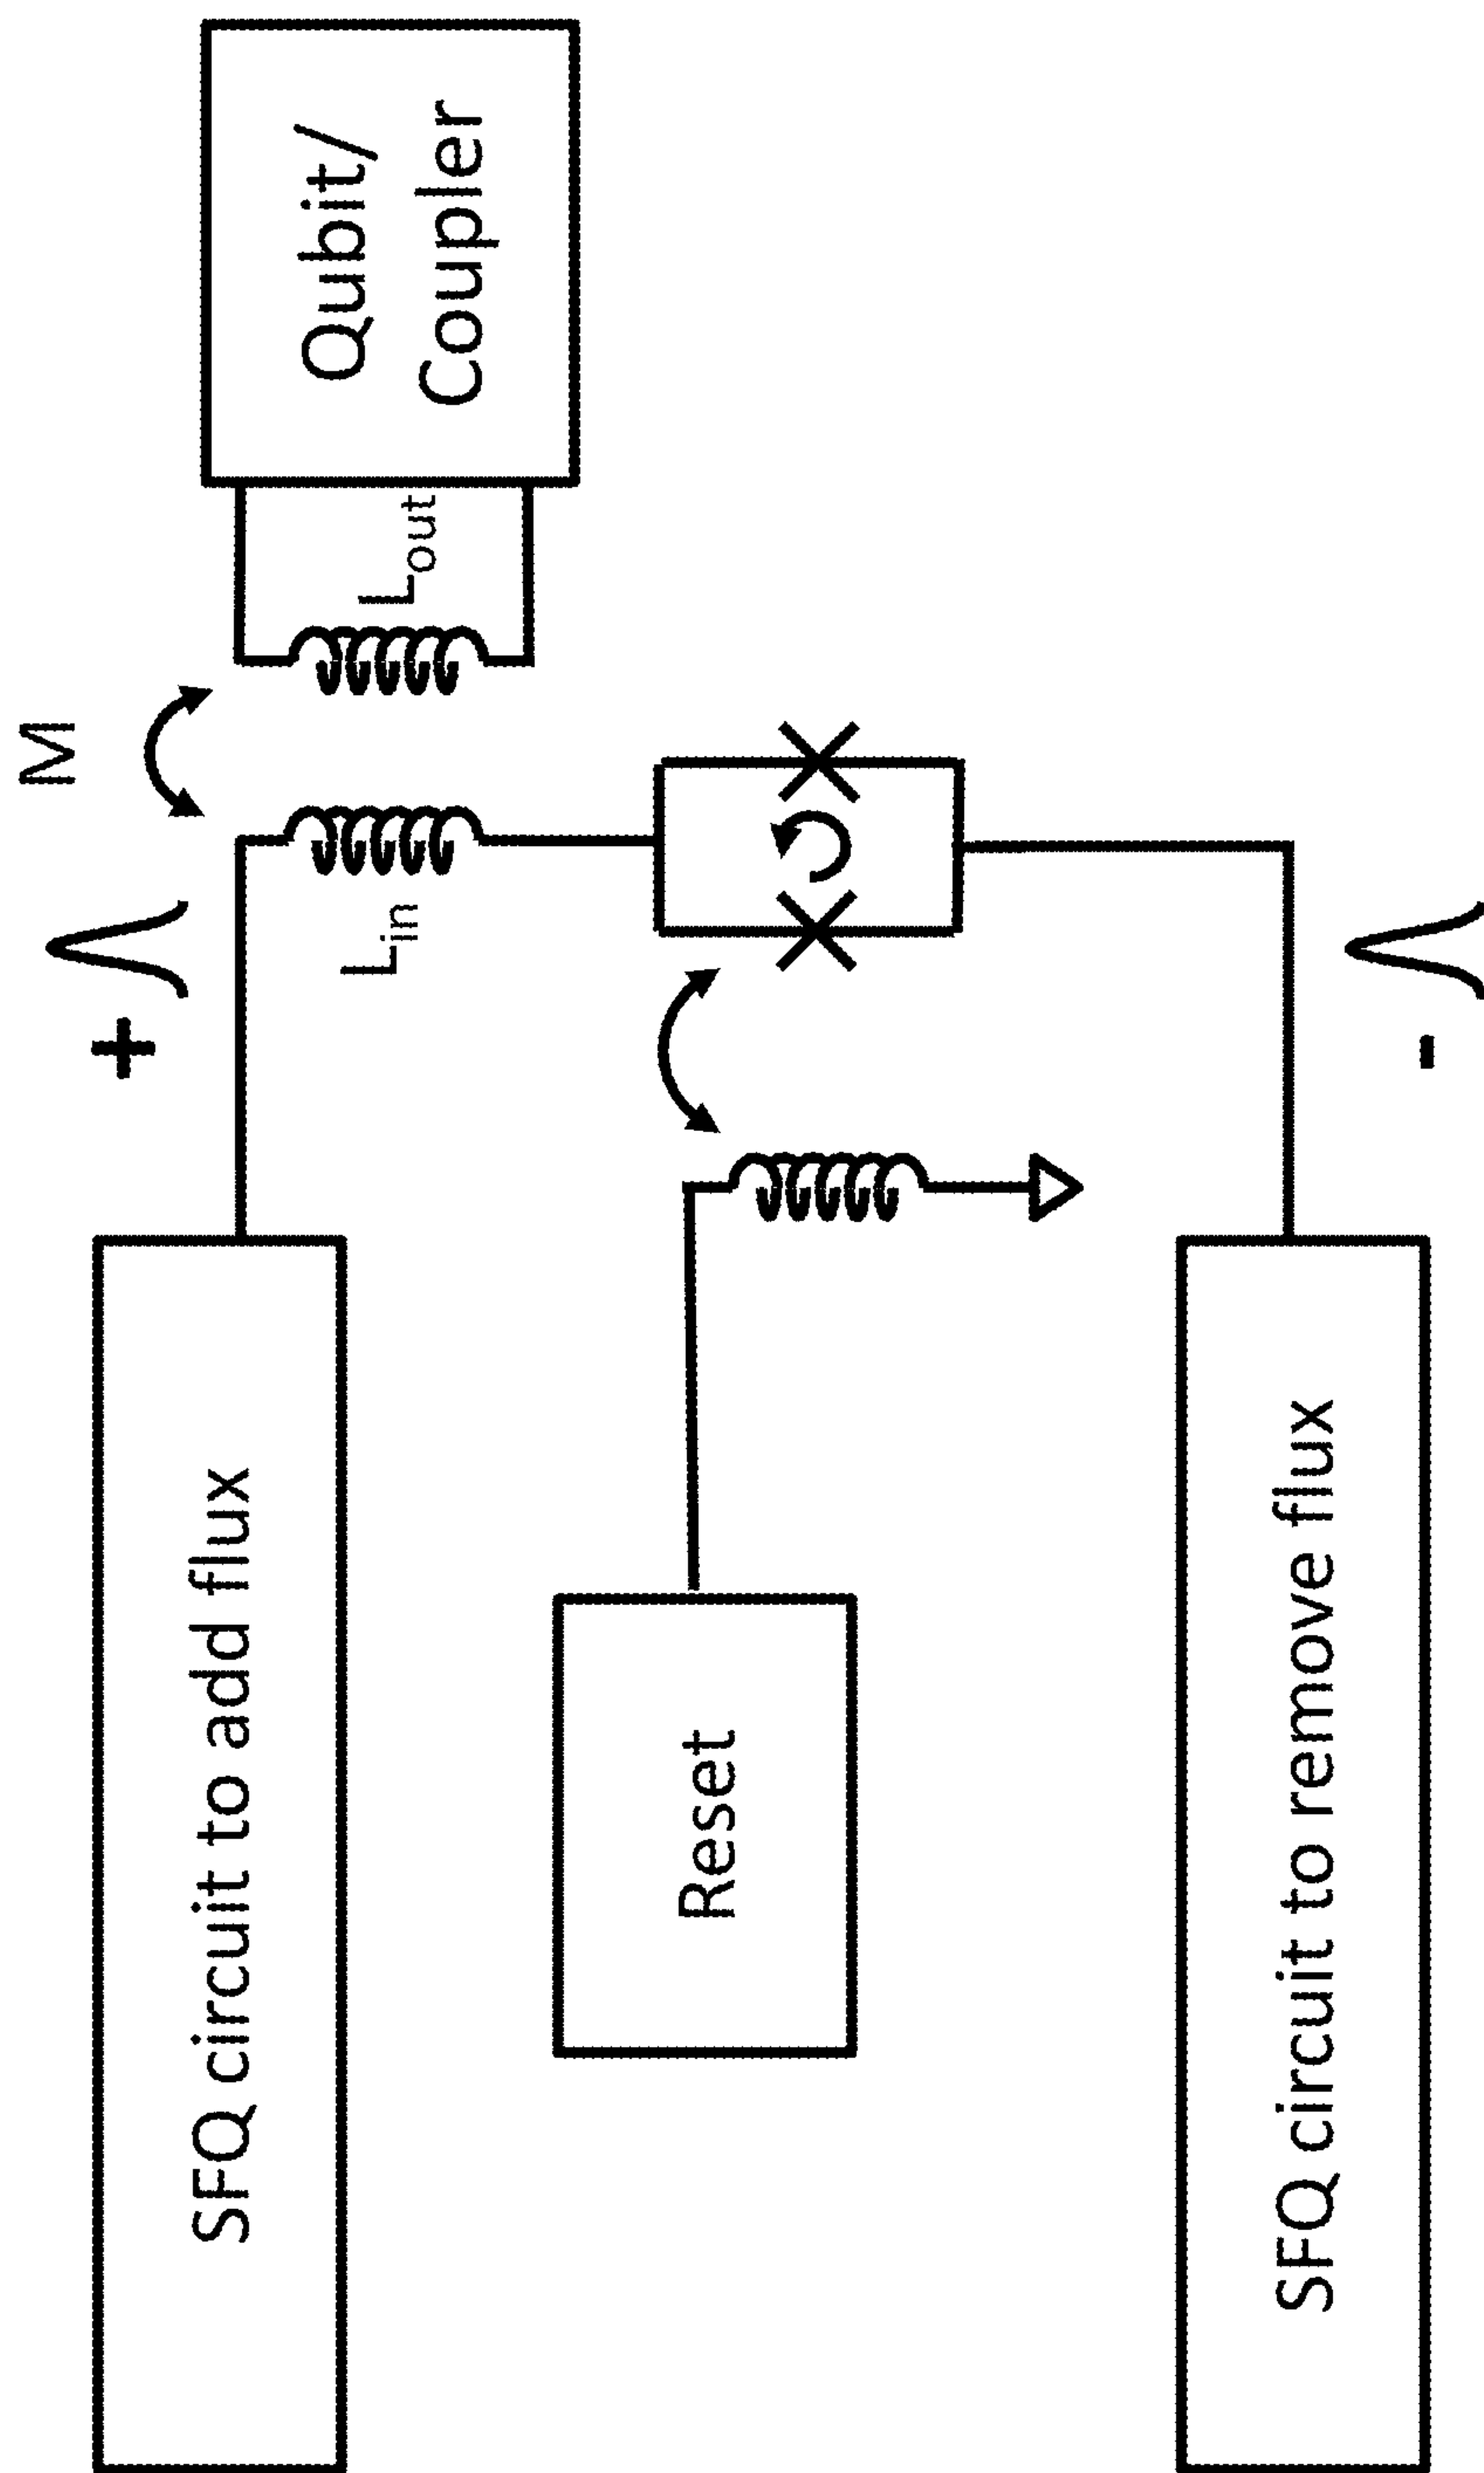 SFQ circuit to add flux
+
M
L_in
L_out
Qubit/
Coupler
Reset
SFQ circuit to remove flux
-